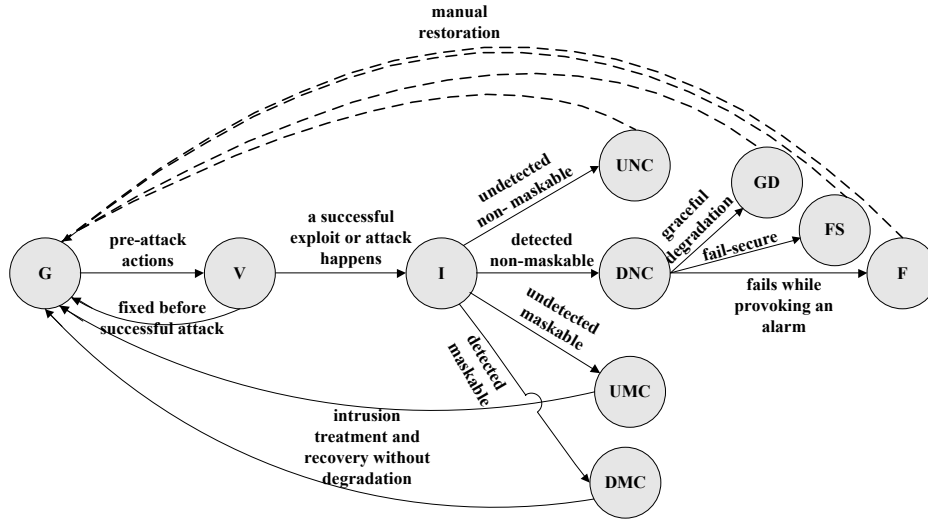 manual
restoration
UNC
GD
undetected
non- maskable
graceful
degradation
FS
a successful
exploit or attack
happens
pre-attack
actions
detected
non-maskable
fail-secure
G
V
I
DNC
F
fixed before
successful attack
fails while
provoking an
alarm
undetected
maskable
detected
maskable
UMC
intrusion
treatment and
recovery without
degradation
DMC